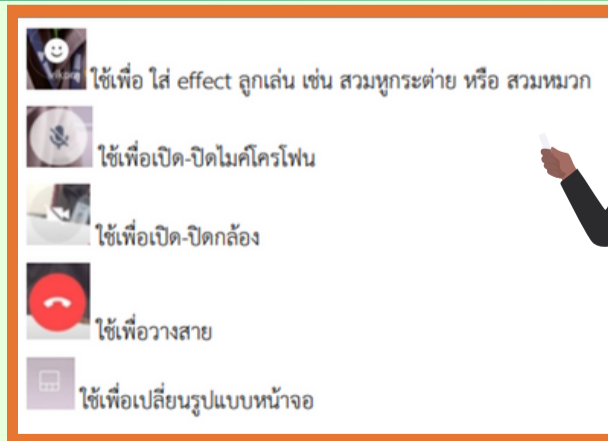 ใช้เพื่อ ใส่ effect ลูกเล่น เช่น สวมหูกระต่าย หรือ สวมหมวก
ใช้เพื่อเปิด-ปิดไมค์โครโฟน
ใช้เพื่อเปิด-ปิดกล้อง
ใช้เพื่อวางสาย
ใช้เพื่อเปลี่ยนรูปแบบหน้าจอ